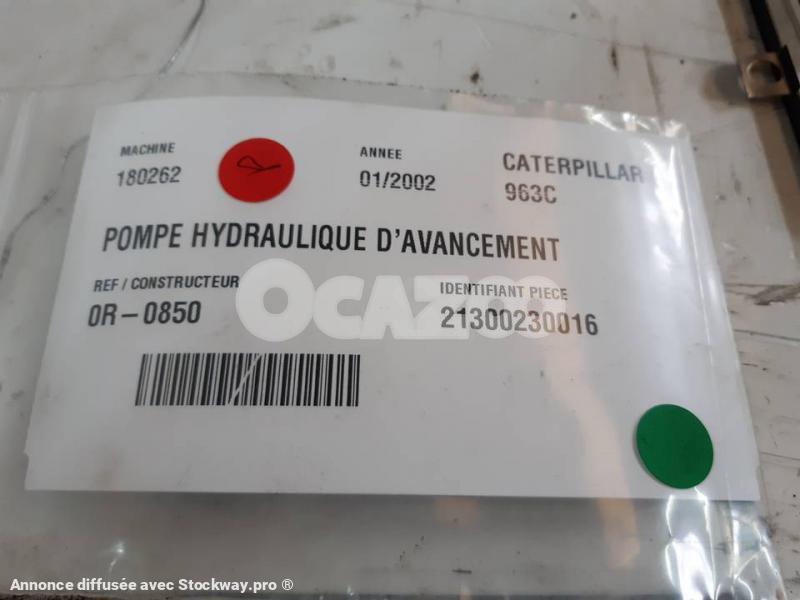 MACHINE
180262
ANNEE
01/2002
CATERPILLAR
963C
POMPE HYDRAULIQUE D'AVANCEMENT
REF / CONSTRUCTEUR
0R – 0850
IDENTIFIANT PIECE
21300230016
OCAZOO
Annonce diffusée avec Stockway.pro ®